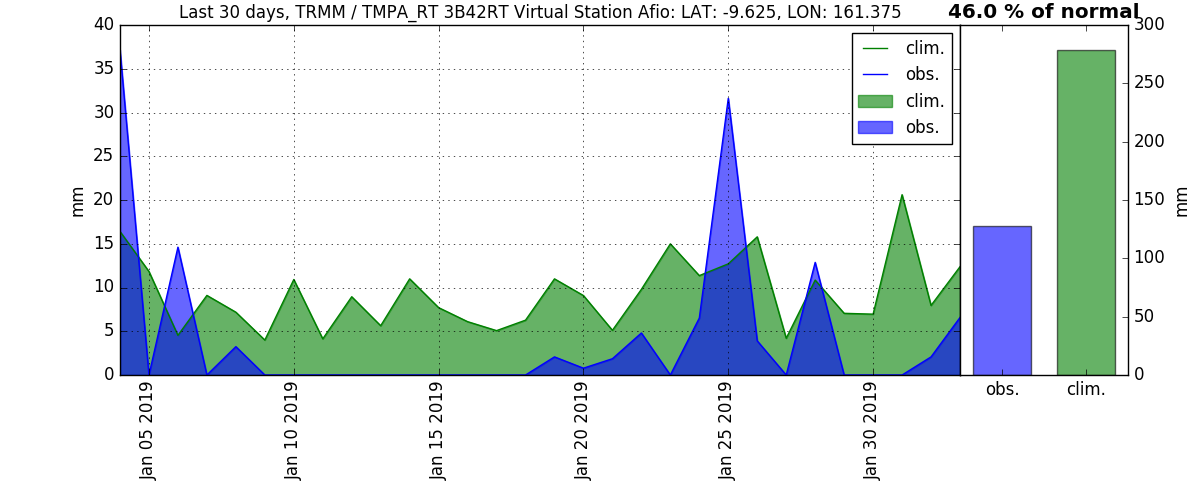 Last 30 days, TRMM / TMPA_RT 3B42RT Virtual Station Afio: LAT: -9.625, LON: 161.375
46.0 % of normal
40
35
30
25
20
15
10
5
0
mm
clim.
obs.
clim.
obs.
Jan 05 2019
Jan 10 2019
Jan 15 2019
Jan 20 2019
Jan 25 2019
Jan 30 2019
300
250
200
150
100
50
0
mm
obs.
clim.